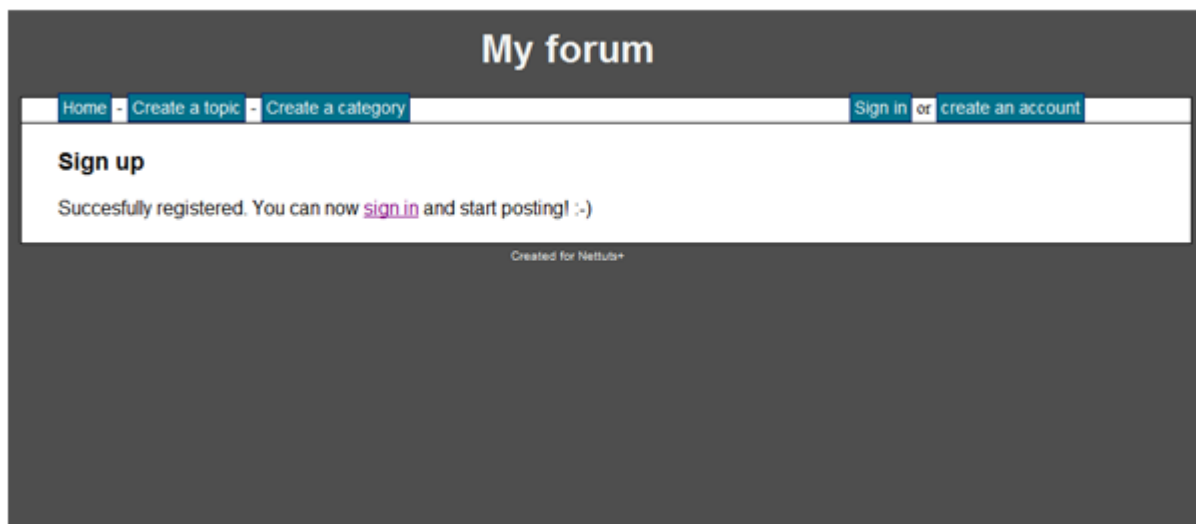 My forum
Home - Create a topic - Create a category Sign in or create an account
Sign up
Succesfully registered. You can now sign in and start posting! :-)
Created for Nettuts+